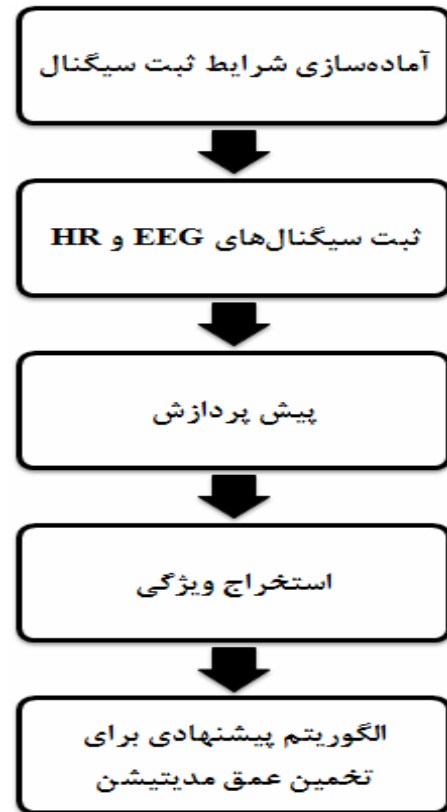 آماده‌سازی شرایط ثبت سیگنال
ثبت سیگنال‌های EEG و HR
پیش پردازش
استخراج ویژگی
الگوریتم پیشنهادی برای
تخمین عمق مدیتیشن